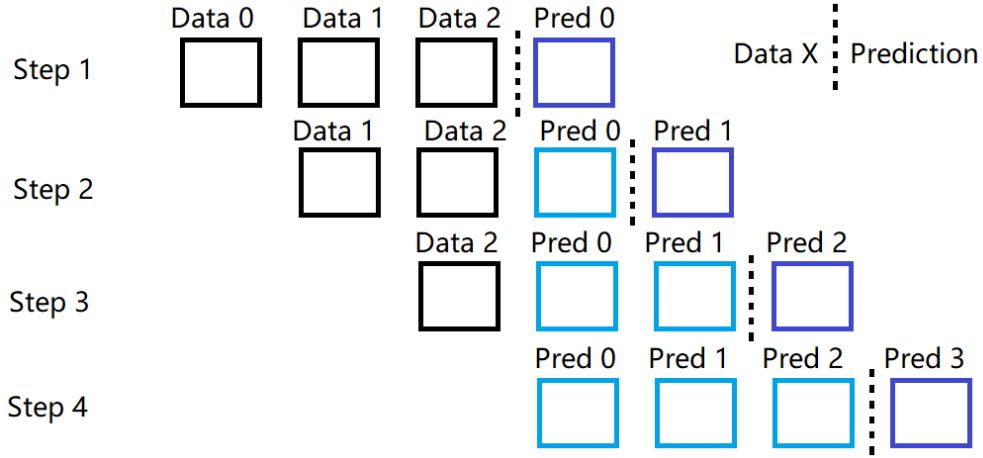 Data 0 Data 1 Data 2 Pred 0
Data X Prediction
Step 1
Data 1 Data 2 Pred 0 Pred 1
Step 2
Data 2 Pred 0 Pred 1 Pred 2
Step 3
Pred 0 Pred 1 Pred 2 Pred 3
Step 4